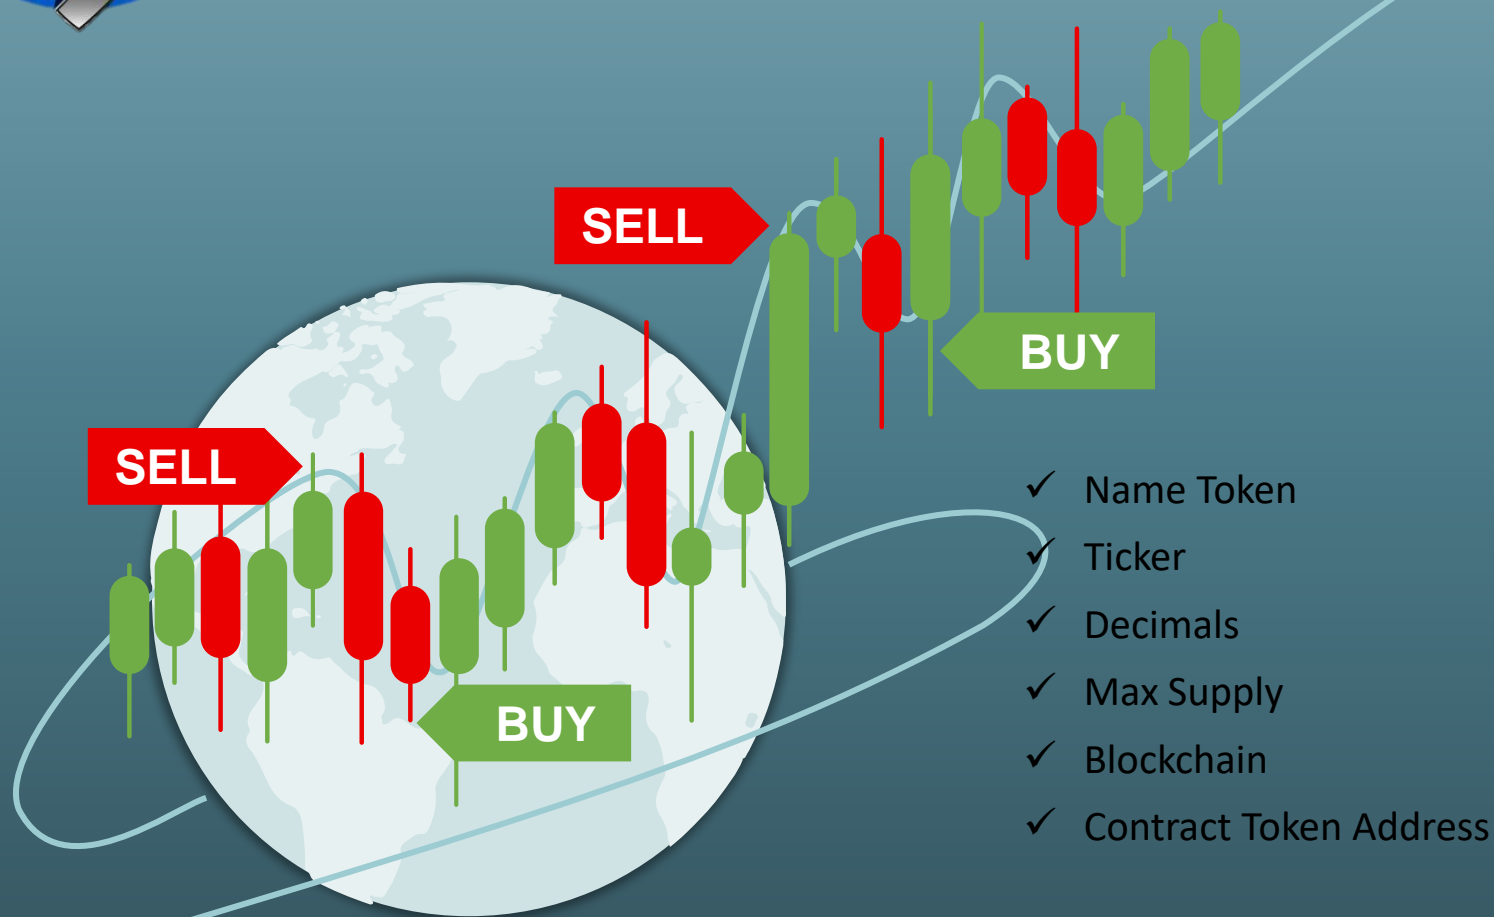 SELL
BUY
SELL
BUY
Name Token
Ticker
Decimals
Max Supply
Blockchain
Contract Token Address